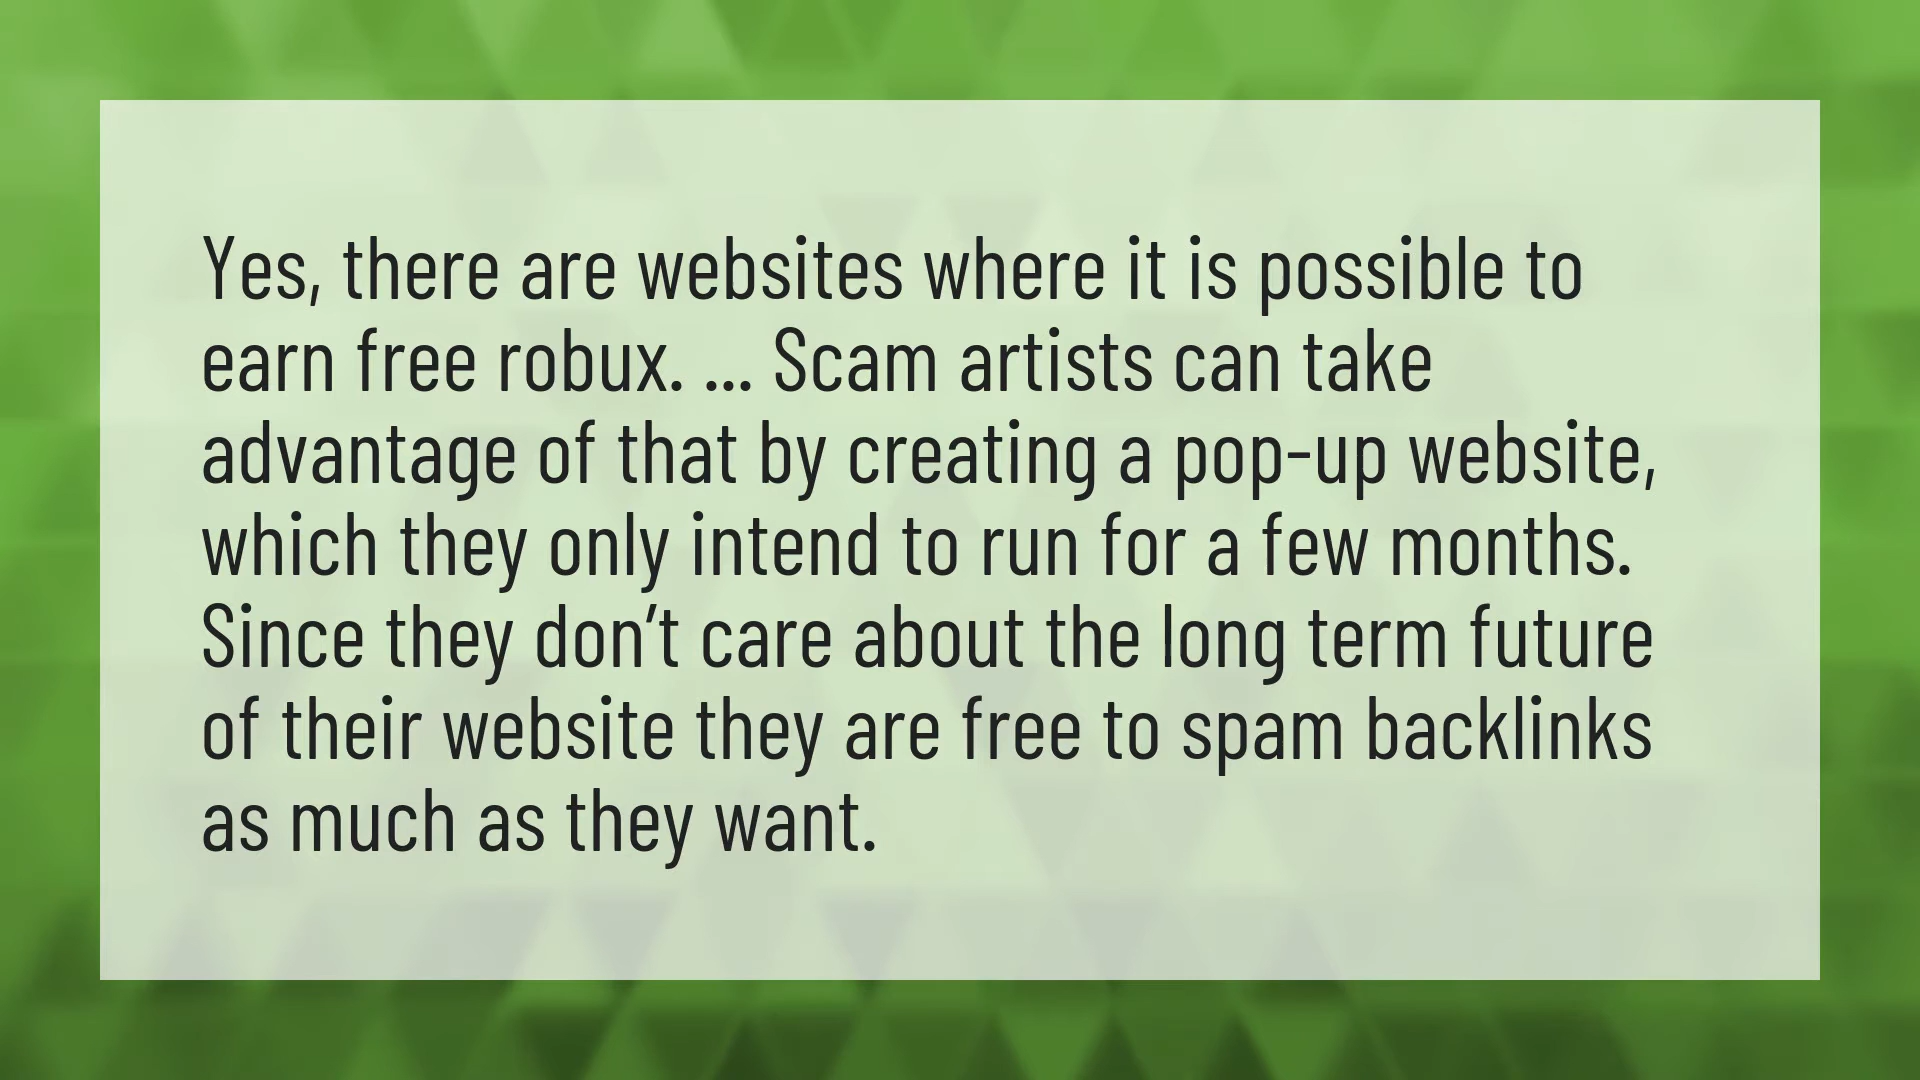 Yes, there are websites where it is possible to
earn free robux. ... Scam artists can take
advantage of that by creating a pop-up website,
which they only intend to run for a few months.
Since they don’t care about the long term future
of their website they are free to spam backlinks
as much as they want.